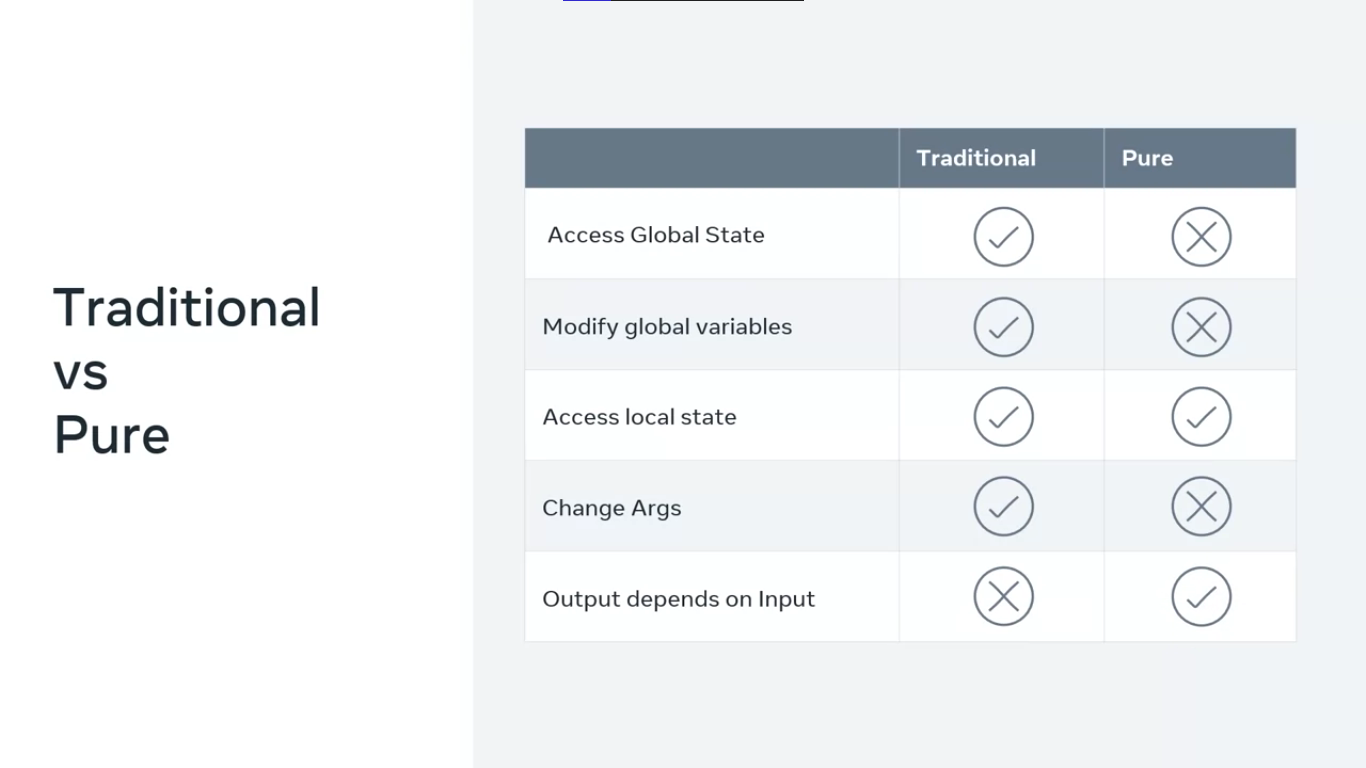 Traditional
vs
Pure
Traditional Pure
Access Global State
Modify global variables
Access local state
Change Args
Output depends on Input